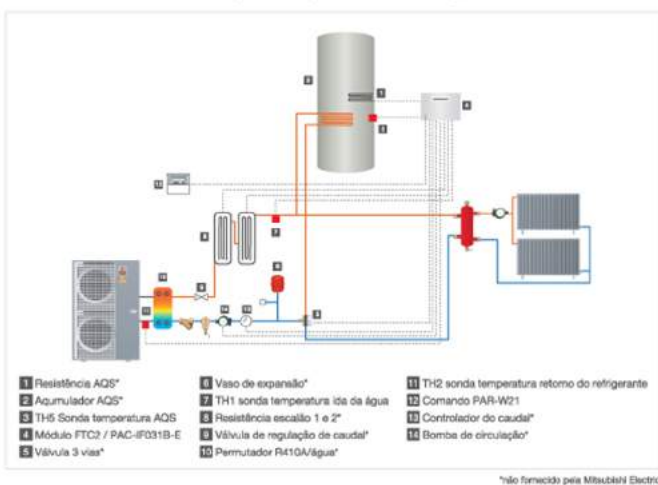 1 Resistência AQS*
2 Aqumulador AQS*
3 TH5 Sonda temperatura AQS
4 Módulo FTC2 / PAC-IF031B-E
5 Válvula 3 vias*
6 Vaso de expansão*
7 TH1 sonda temperatura ida da água
8 Resistência escalão 1 e 2*
9 Válvula de regulação de caudal*
10 Permutador R410A/água*
11 TH2 sonda temperatura retorno do refrigerante
12 Comando PAR-W21
13 Controlador do caudal*
14 Bomba de circulação*
*não fornecido pela Mitsubishi Electric